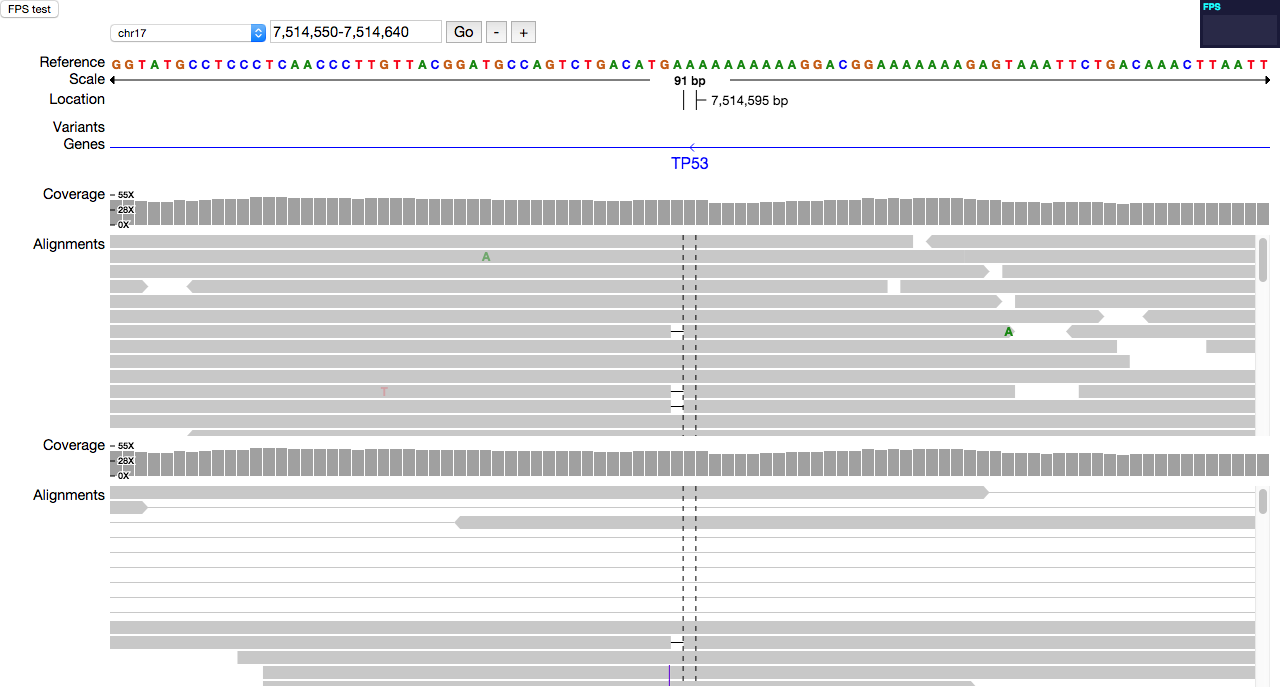 FPS test
FPS
chr17 7,514,550-7,514,640 Go - +
Reference G G T A T G C C T C C C T C A A C C C T T G T T A C G G A T G C C A G T C T G A C A T G A A A A A A A A A A G G A C G G A A A A A A A G A G T A A A T T C T G A C A A A C T T A A T T
Scale 91 bp
Location 7,514,595 bp
Variants
Genes
TP53
Coverage 55X
28X
0X
Alignments
A
A
T
Coverage 55X
28X
0X
Alignments